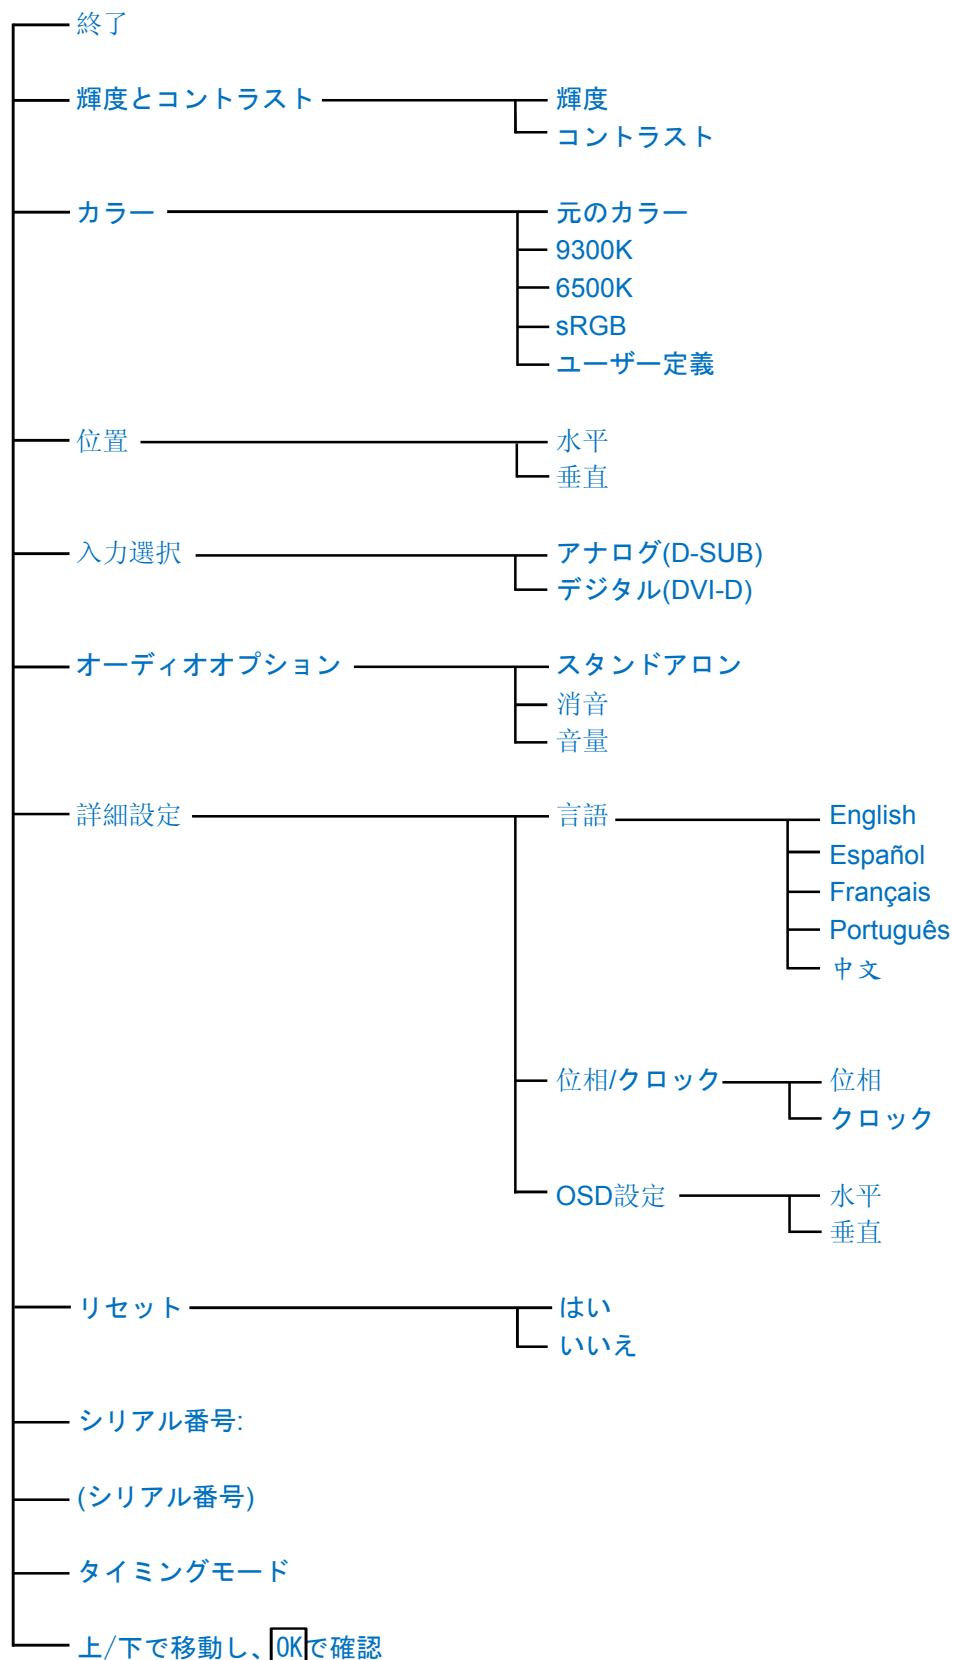 終了
輝度とコントラスト 輝度
コントラスト
カラー 元のカラー
9300K
6500K
sRGB
ユーザー定義
位置 水平
垂直
入力選択 アナログ(D-SUB)
デジタル(DVI-D)
オーディオオプション スタンドアロン
消音
音量
詳細設定 言語 English
Español
Français
Português
中文
位相/クロック 位相
クロック
OSD設定 水平
垂直
リセット はい
いいえ
シリアル番号:
(シリアル番号)
タイミングモード
上/下で移動し、OKで確認